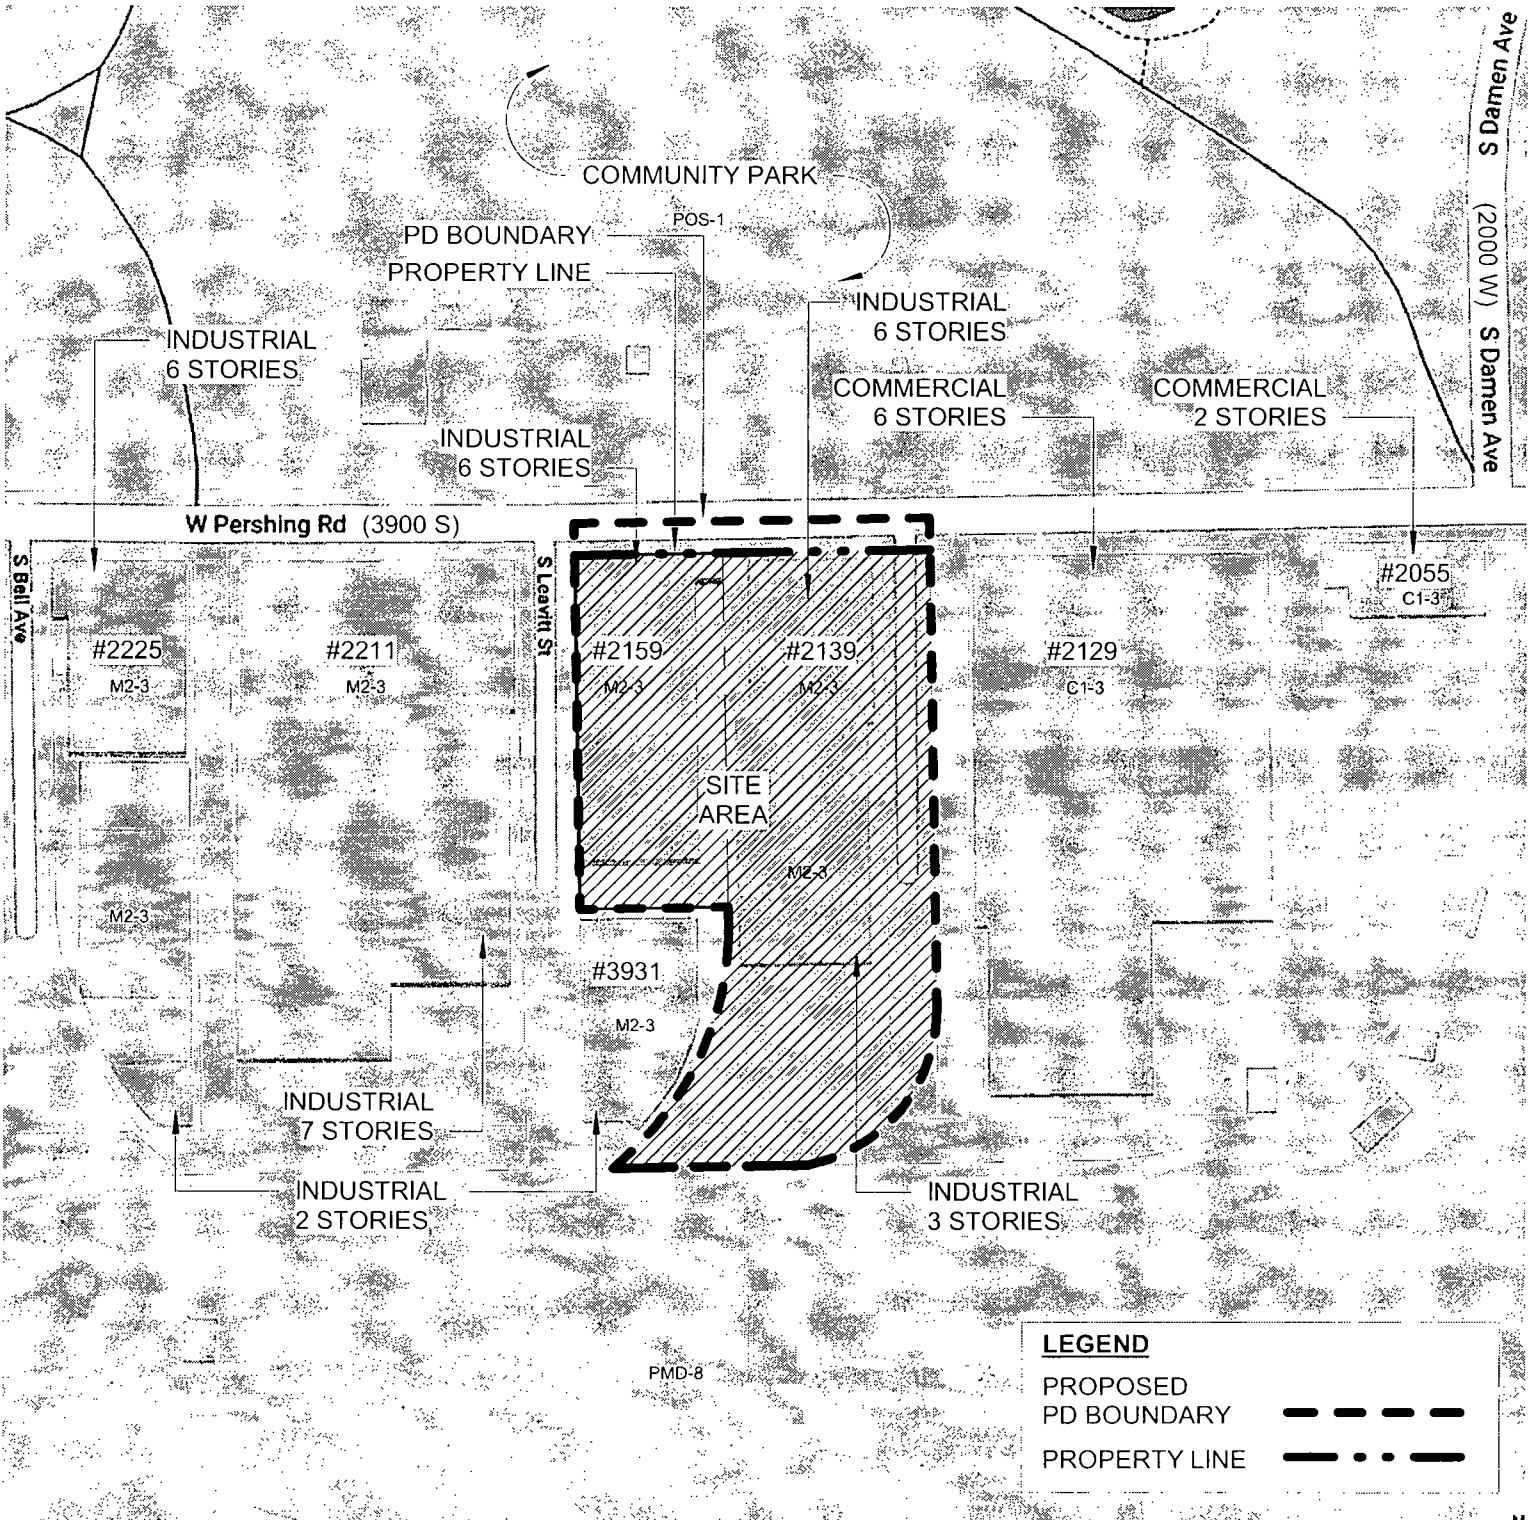 S Damen Ave
(2000 W)
S Damen Ave
COMMUNITY PARK
POS-1
PD BOUNDARY
PROPERTY LINE
INDUSTRIAL
6 STORIES
INDUSTRIAL
6 STORIES
COMMERCIAL
6 STORIES
COMMERCIAL
2 STORIES
INDUSTRIAL
6 STORIES
W Pershing Rd (3900 S)
S Bell Ave
S Leavitt St
#2055
C1-3
#2225
M2-3
#2211
M2-3
#2159
M2-3
#2139
M2-3
#2129
C1-3
SITE
AREA
M2-3
M2-3
#3931
M2-3
INDUSTRIAL
7 STORIES
INDUSTRIAL
2 STORIES
INDUSTRIAL
3 STORIES
PMD-8
LEGEND
PROPOSED
PD BOUNDARY
PROPERTY LINE